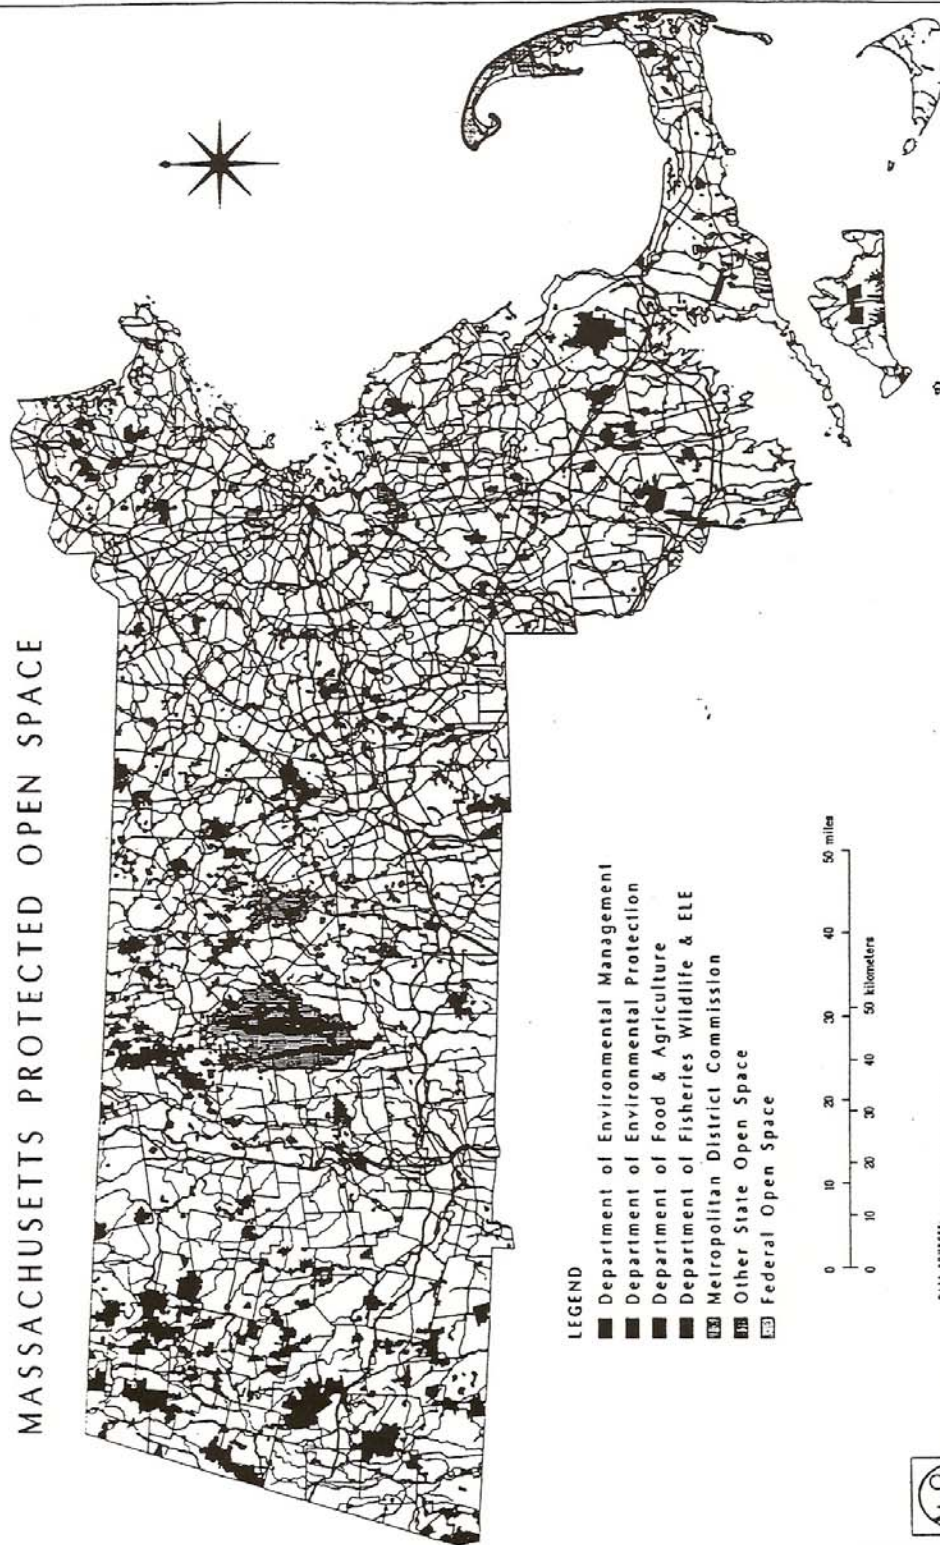 MASSACHUSETTS PROTECTED OPEN SPACE
LEGEND
Department of Environmental Management
Department of Environmental Protection
Department of Food & Agriculture
Department of Fisheries Wildlife & ELE
Metropolitan District Commission
Other State Open Space
Federal Open Space
0 10 20 30 40 50 miles
0 10 20 30 40 50 kilometers